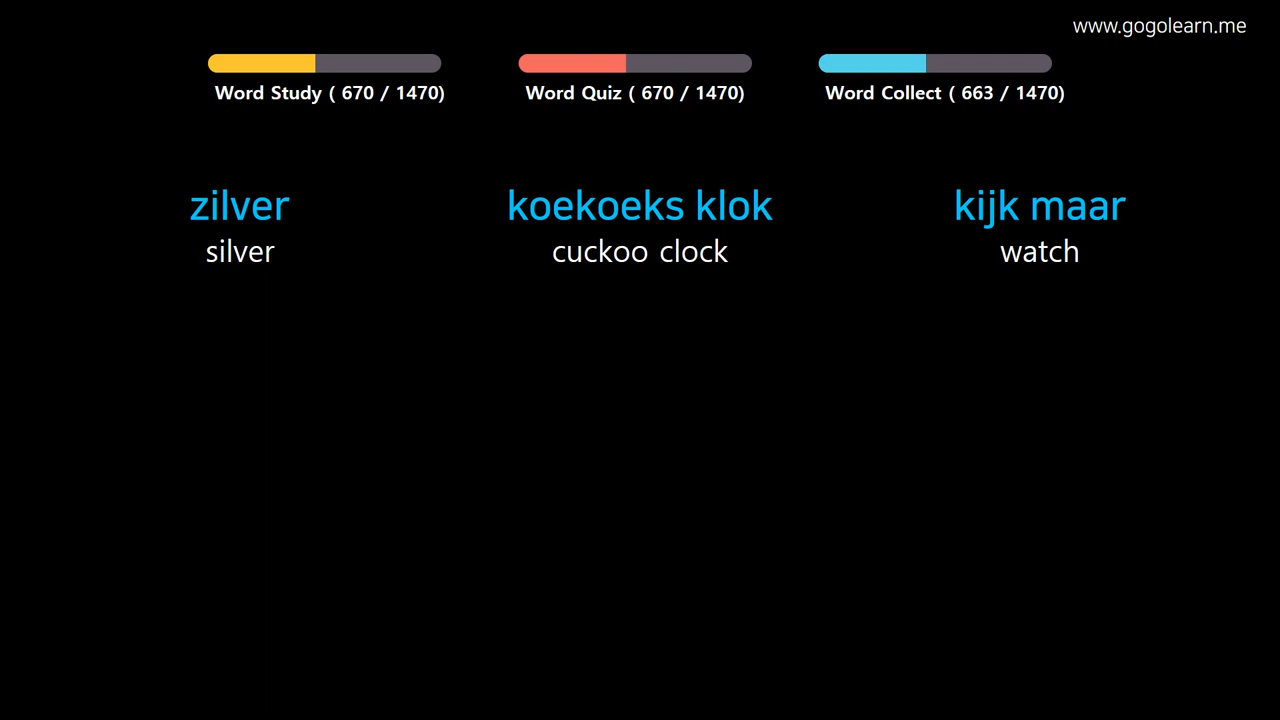 www.gogolearn.me
Word Study ( 670 / 1470)
Word Quiz ( 670 / 1470)
Word Collect ( 663 / 1470)
zilver
silver
koekoeks klok
cuckoo clock
kijk maar
watch